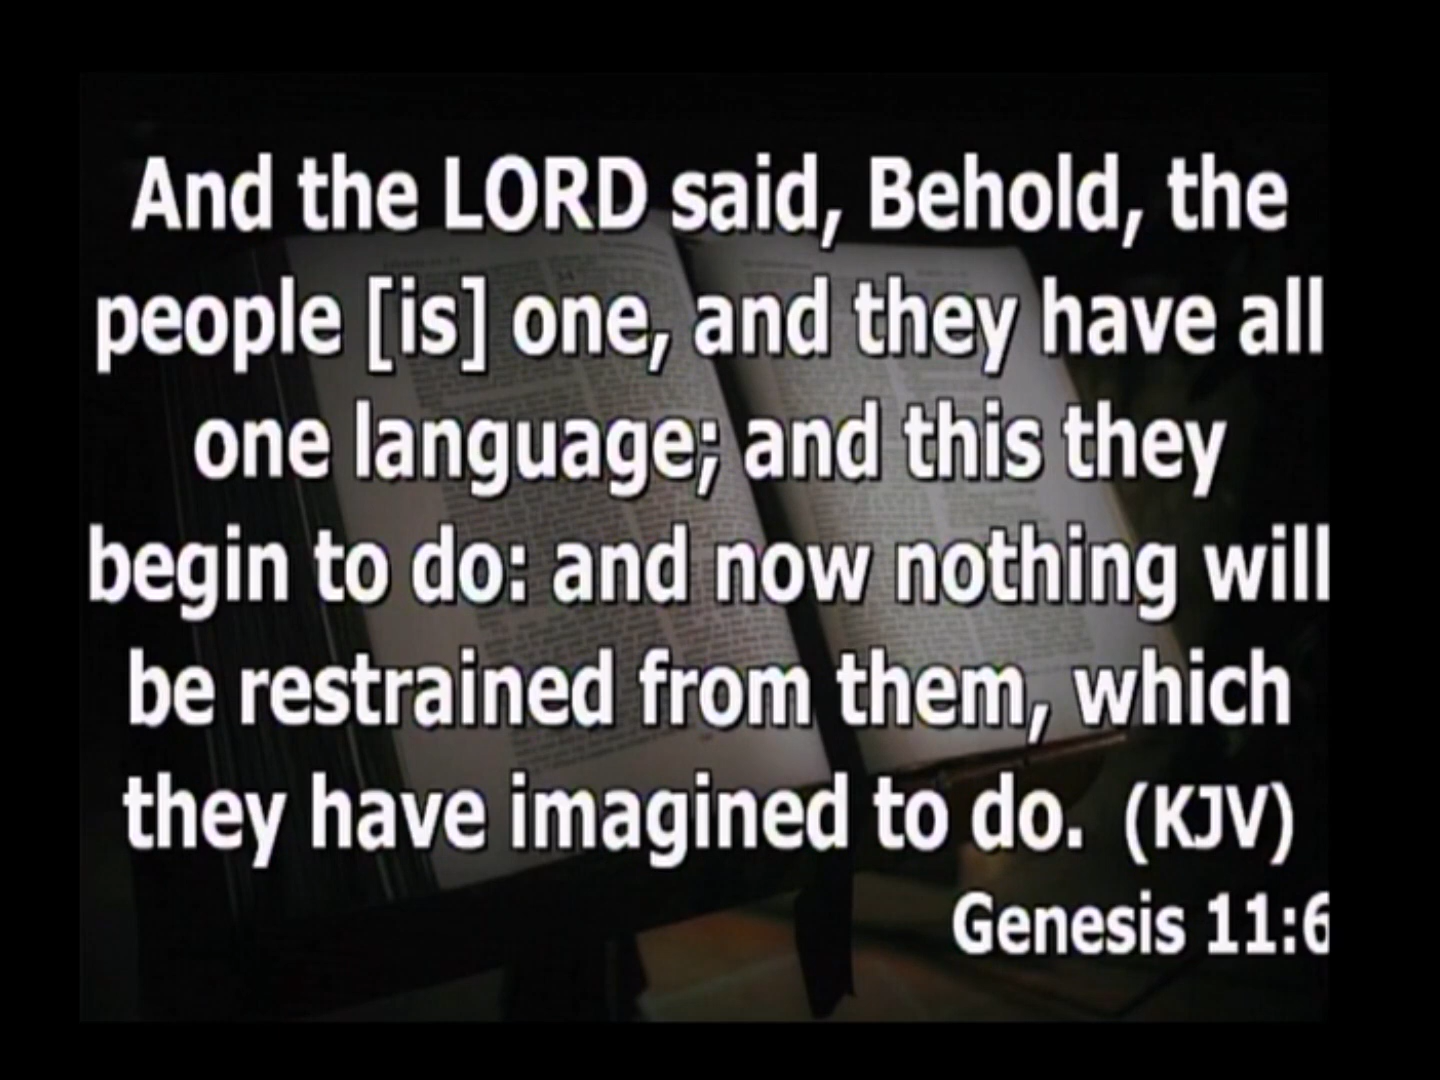 And the LORD said, Behold, the
people [is] one, and they have all
one language; and this they
begin to do: and now nothing will
be restrained from them, which
they have imagined to do. (KJV)
Genesis 11:6